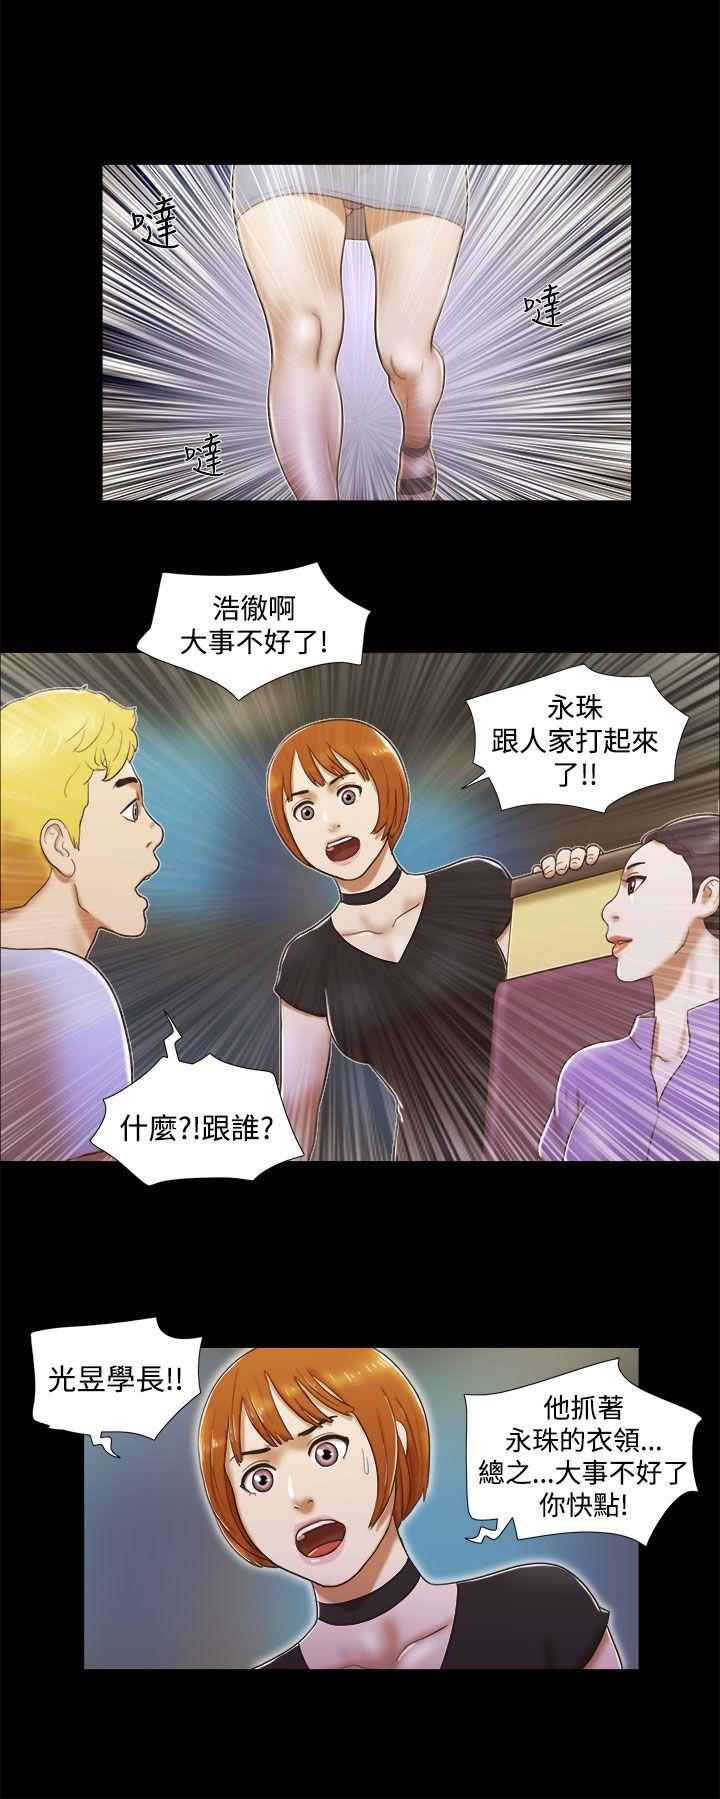 噠
噠
噠
浩徹啊
大事不好了!
永珠
跟人家打起來
了!!
什麼?!跟誰?
光昱學長!!
他抓著
永珠的衣領...
總之...大事不好了
你快點!